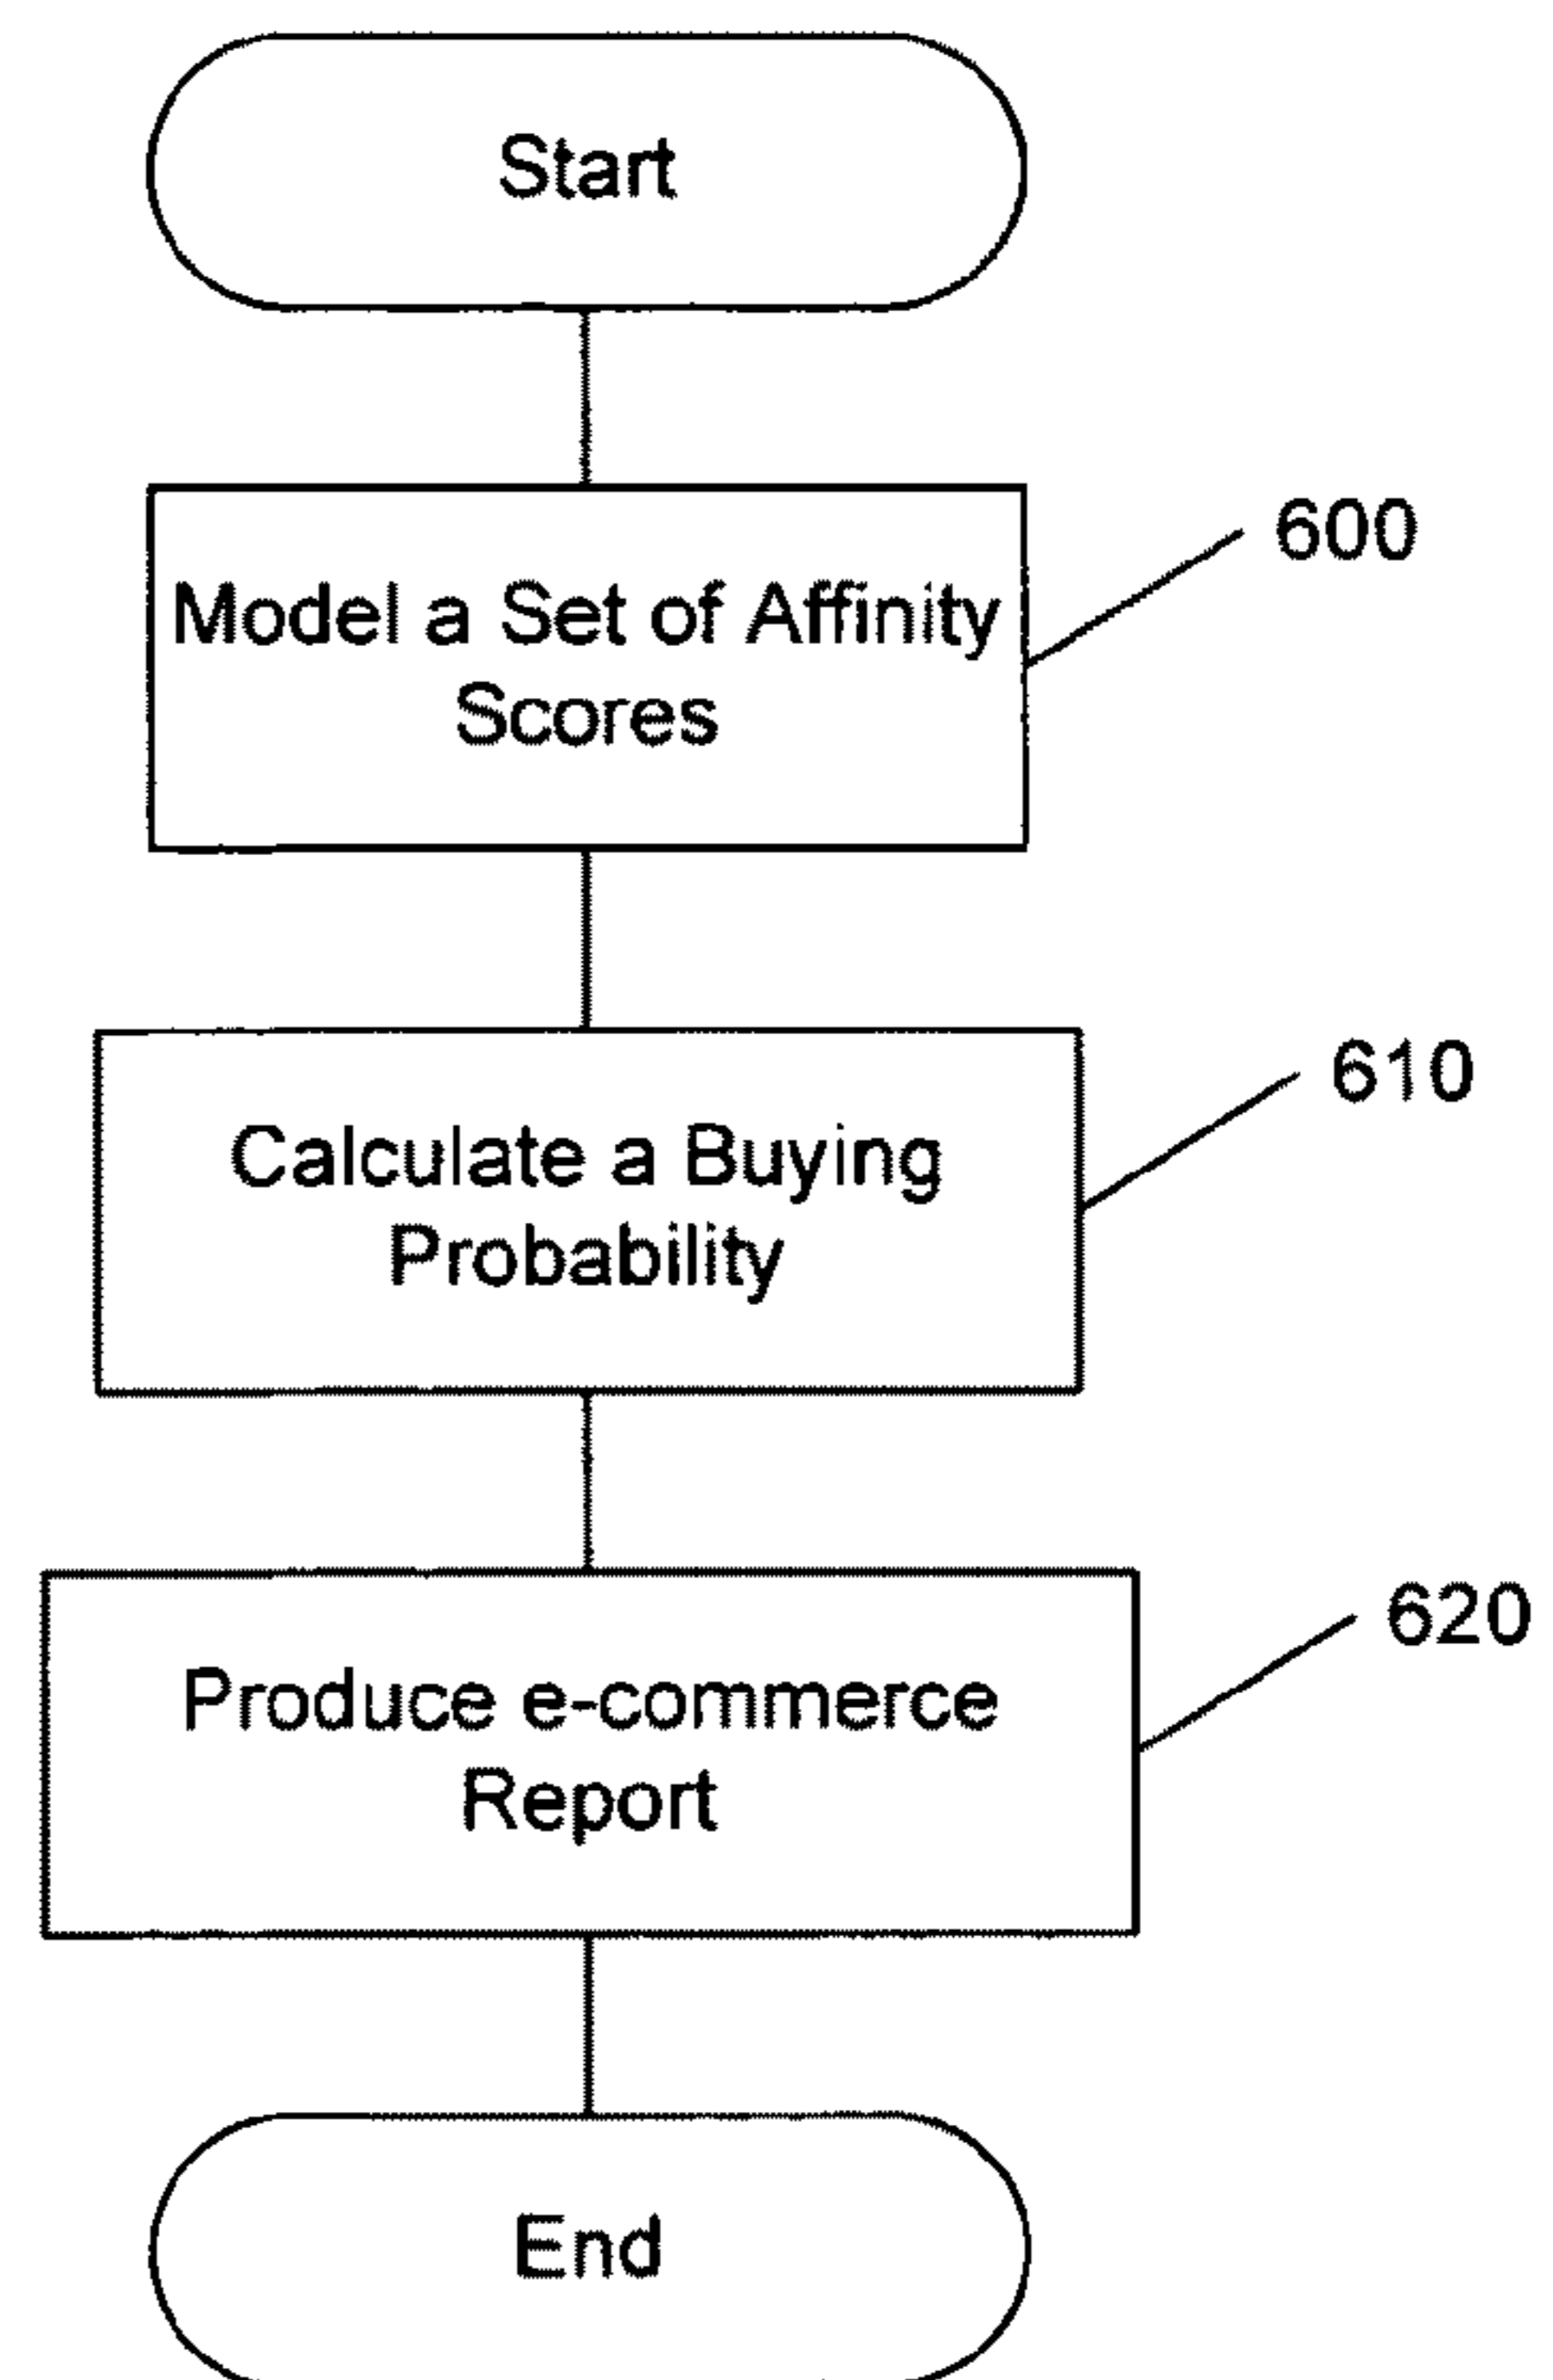 Start
600
Model a Set of Affinity
Scores
610
Calculate a Buying
Probability
620
Produce e-commerce
Report
End